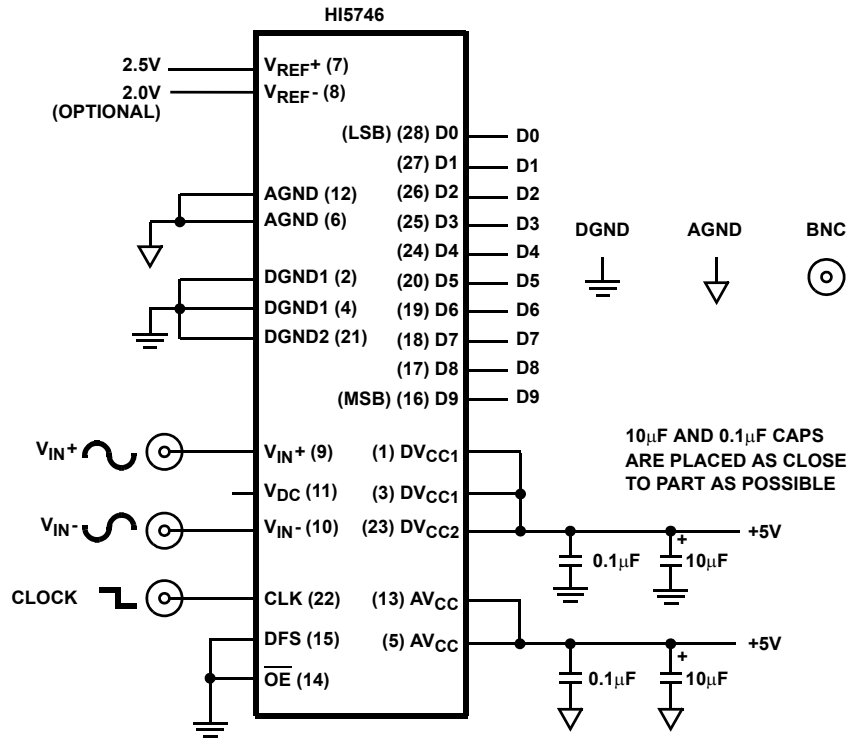 HI5746
2.5V
2.0V
(OPTIONAL)
VREF+ (7)
VREF- (8)
AGND (12)
AGND (6)
DGND1 (2)
DGND1 (4)
DGND2 (21)
VIN+
VIN+ (9)
VDC (11)
VIN-
VIN- (10)
CLOCK
CLK (22)
DFS (15)
OE (14)
(LSB) (28) D0
D0
(27) D1
D1
(26) D2
D2
(25) D3
D3
(24) D4
D4
(20) D5
D5
(19) D6
D6
(18) D7
D7
(17) D8
D8
(MSB) (16) D9
D9
(1) DVCC1
(3) DVCC1
(23) DVCC2
(13) AVCC
(5) AVCC
DGND
AGND
BNC
10μF AND 0.1μF CAPS
ARE PLACED AS CLOSE
TO PART AS POSSIBLE
+5V
0.1μF
+
10μF
+5V
0.1μF
+
10μF